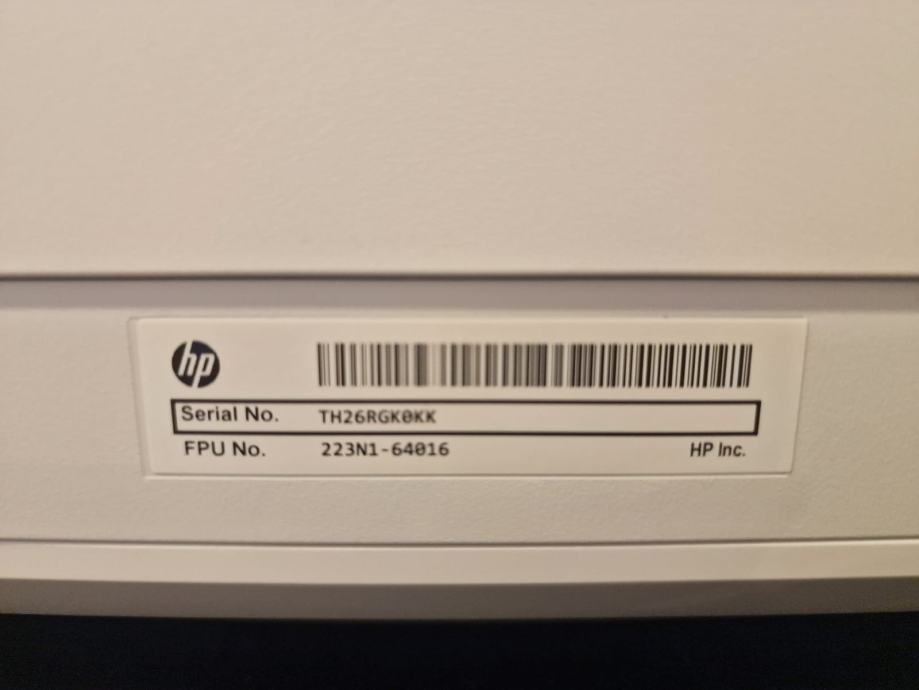 hp
Serial No. TH26RGK0KK
FPU No. 223N1-64016 HP Inc.